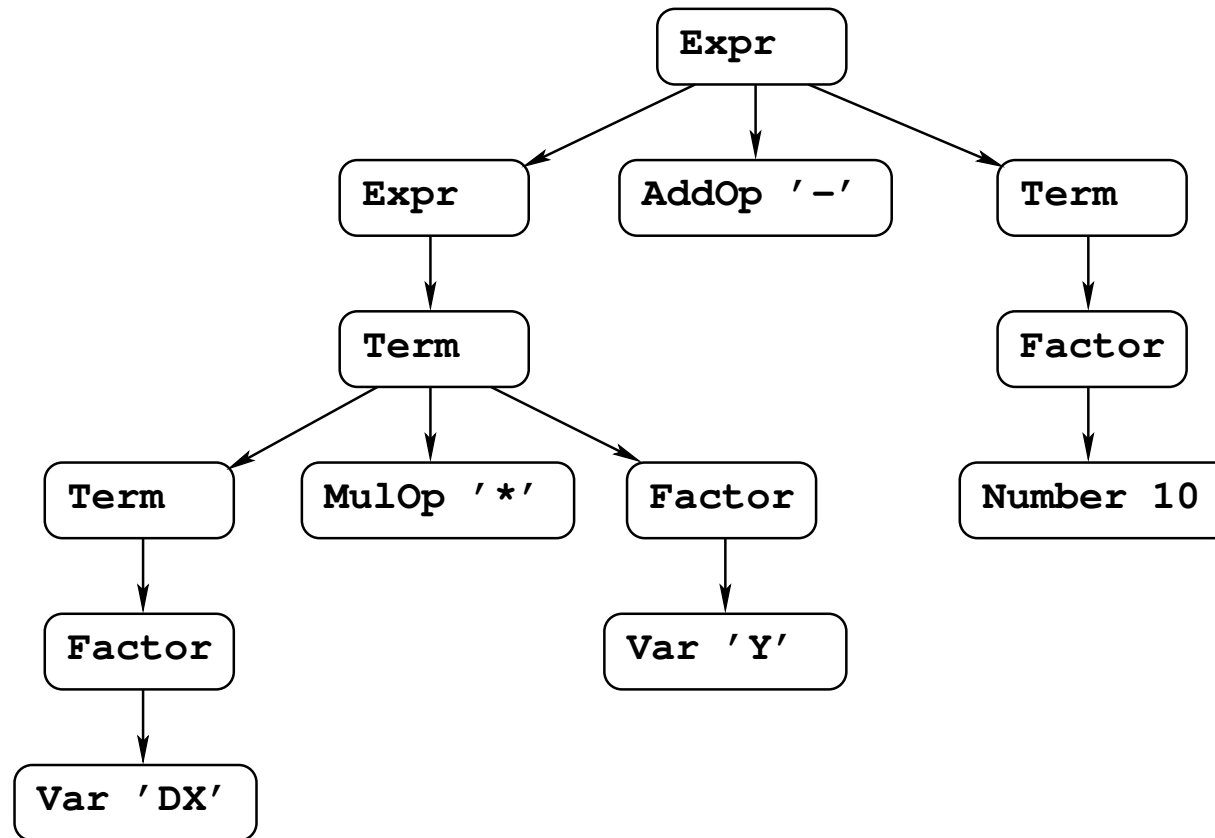 Expr
Expr
AddOp ’-’
Term
Term
Factor
Term
MulOp ’*’
Factor
Number 10
Factor
Var ’Y’
Var ’DX’